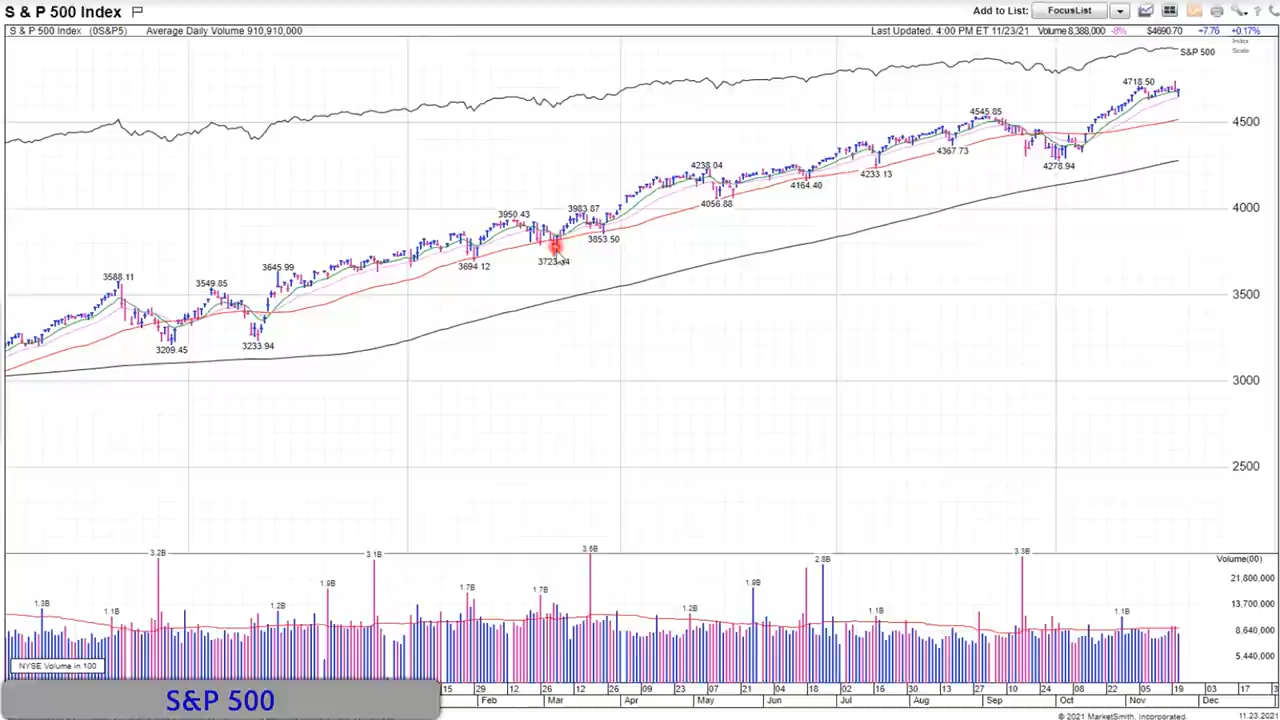 S & P 500 Index
Add to List: FocusList
S & P 500 Index (0S&P5) Average Daily Volume 910,910,000 Last Updated. 4:00 PM ET 11/23/21 Volume 8,388,000 -8% $4690.70 +7.76 +0.17%
Index
Scale
S&P 500
4718.50
4545.85
4500
4367.73
4278.94
4238.04
4233.13
4164.40
4056.88
3950.43
3983.87
4000
3853.50
3694.12
3645.99
3588.11
3549.85
3500
3209.45
3233.94
3000
2500
3.2B
3.1B
3.5B
2.8B
3.3B
Volume(00)
21,800,000
1.9B
1.7B
1.7B
1.9B
1.3B
1.1B
1.2B
1.2B
1.1B
1.1B
13,700,000
8,640,000
5,440,000
NYSE Volume in 100
15 29 12 26 12 26 09 23 07 21 04 18 02 16 30 13 27 10 24 08 22 05 19 03 17 31
Feb Mar Apr May Jun Jul Aug Sep Oct Nov Dec
S&P 500
© 2021 MarketSmith, Incorporated. 11.23.2021